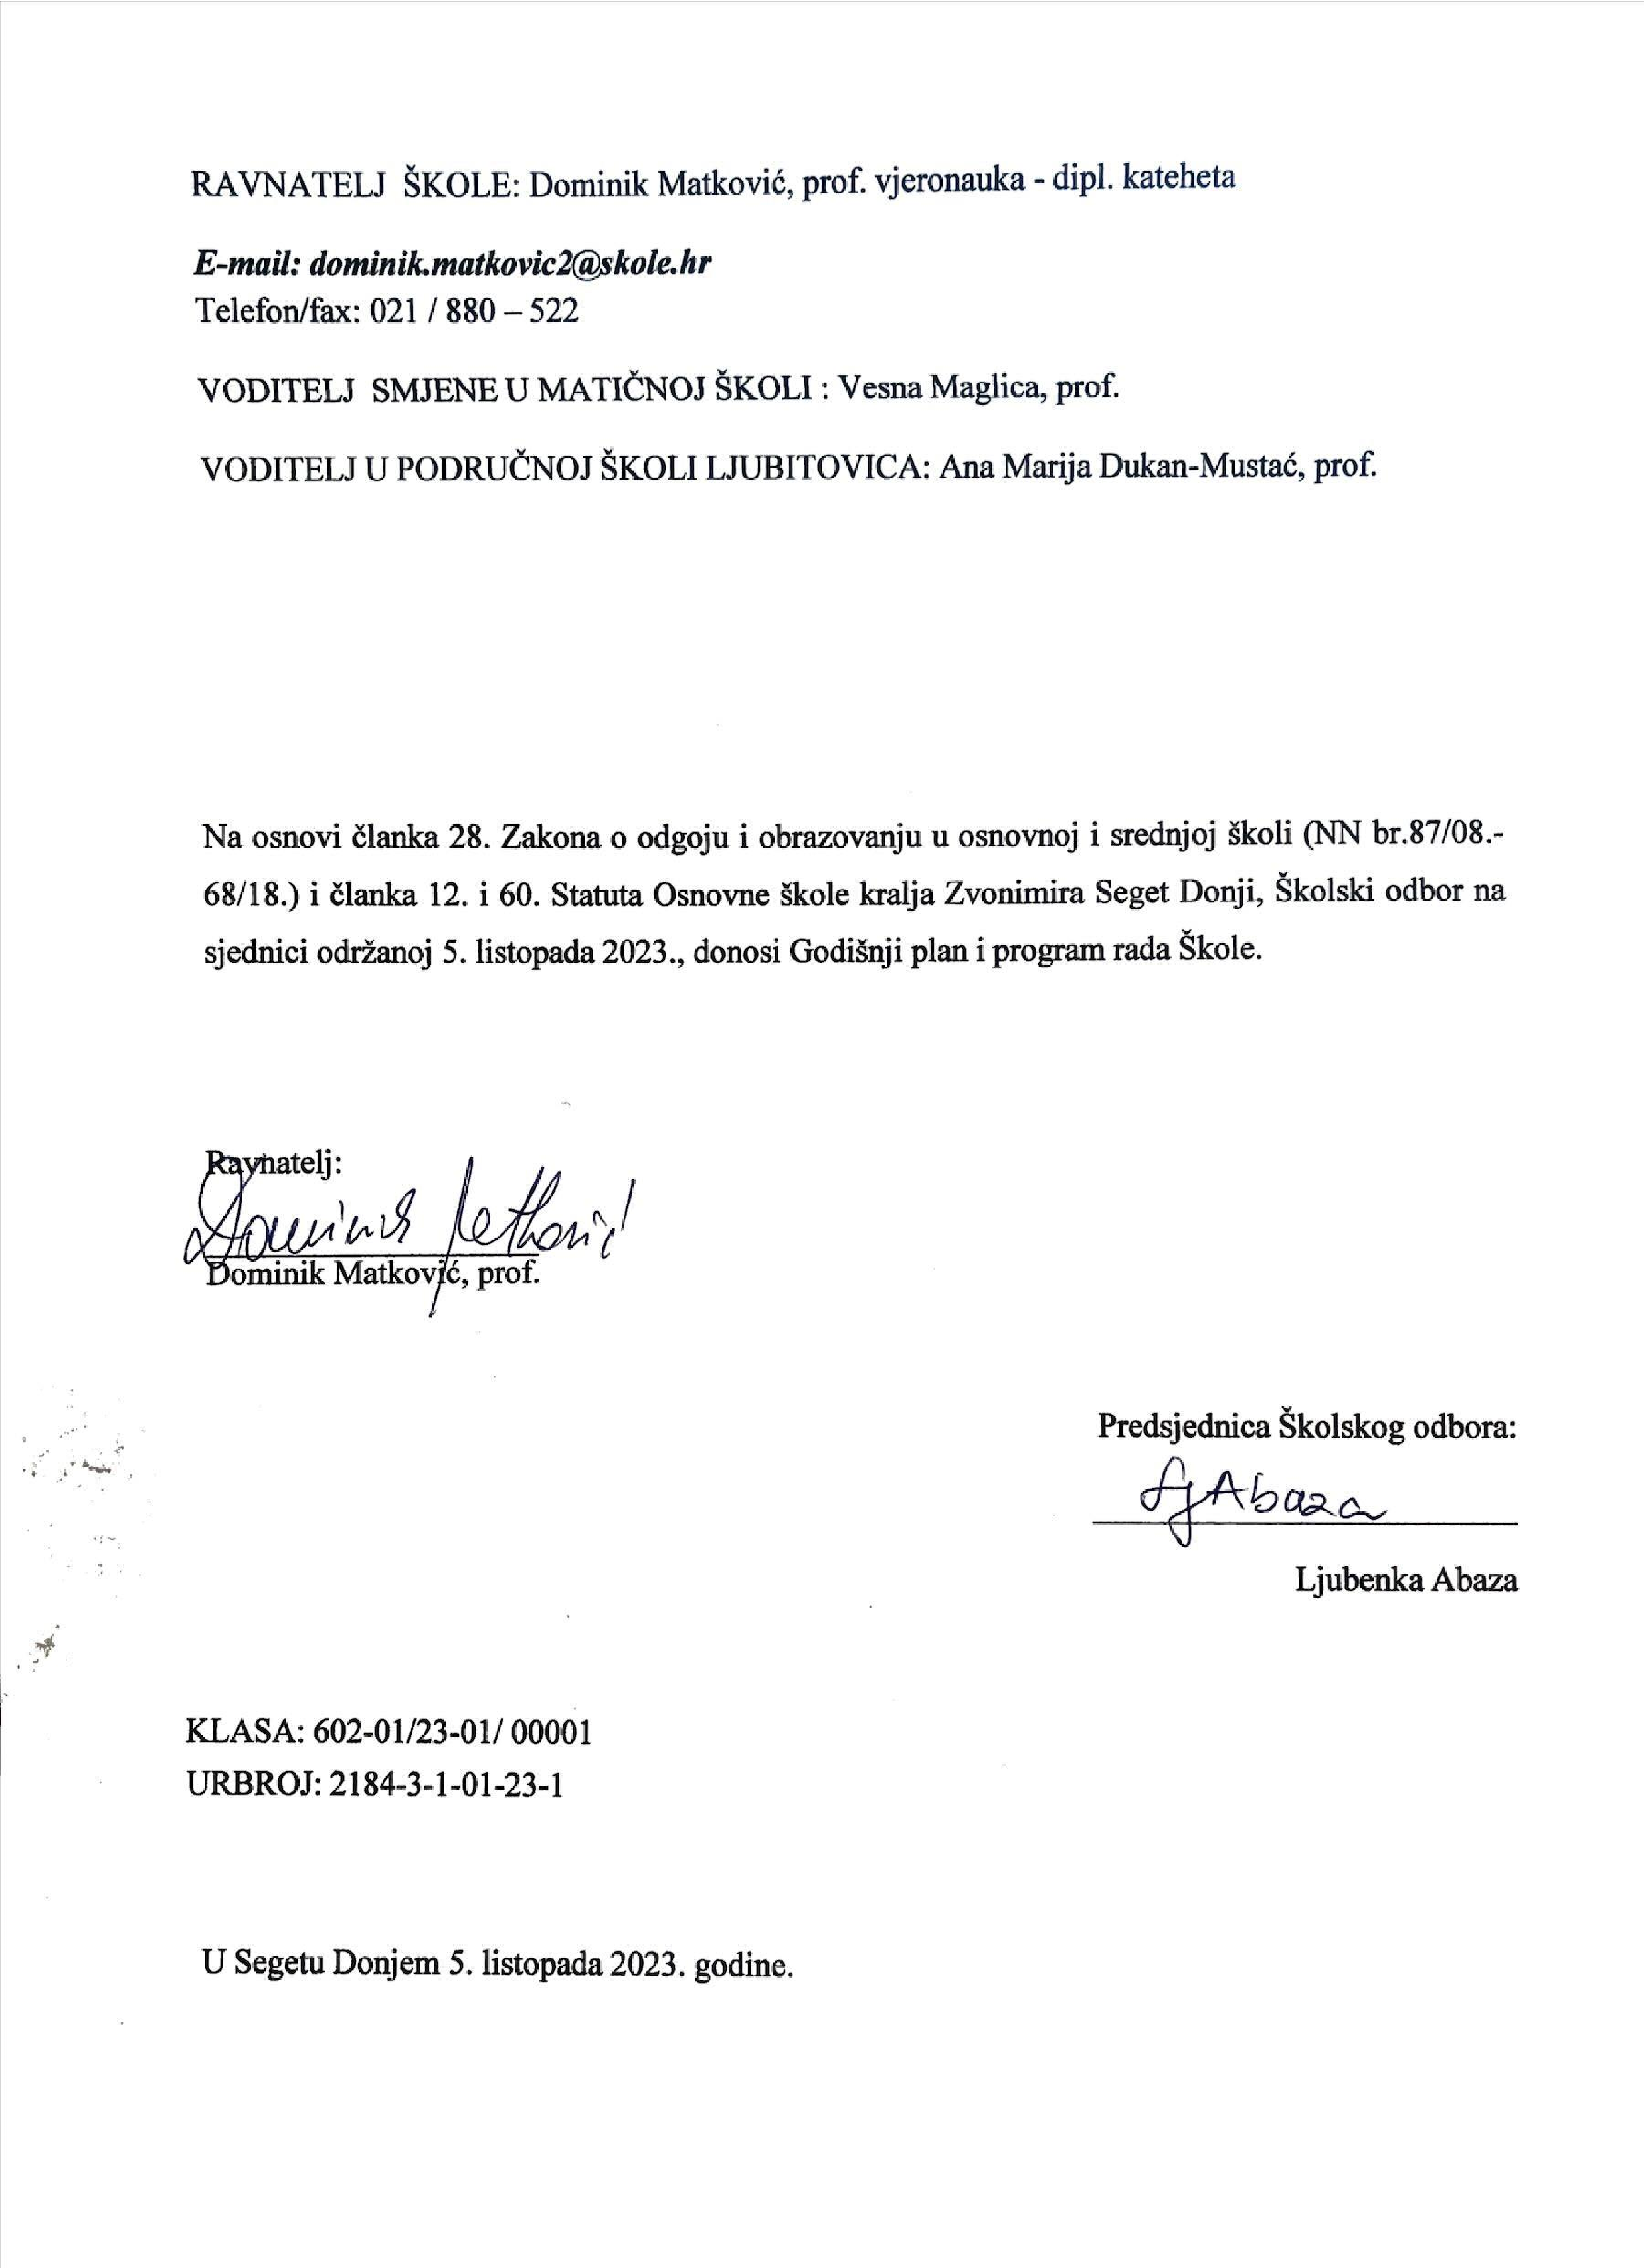 RAVNATELJ ŠKOLE: Dominik Matković, prof. vjeronauka - dipl. kateheta
E-mail: dominik.matkovic2@skole.hr
Telefon/fax: 021 / 880 – 522
VODITELJ SMJENE U MATIČNOJ ŠKOLI : Vesna Maglica, prof.
VODITELJ U PODRUČNOJ ŠKOLI LJUBITOVICA: Ana Marija Dukan-Mustać, prof.
Na osnovi članka 28. Zakona o odgoju i obrazovanju u osnovnoj i srednjoj školi (NN br.87/08.-
68/18.) i članka 12. i 60. Statuta Osnovne škole kralja Zvonimira Seget Donji, Školski odbor na
sjednici održanoj 5. listopada 2023., donosi Godišnji plan i program rada Škole.
Ravnatelj:
Dominik Matković
Dominik Matković, prof.
Predsjednica Školskog odbora:
LjAbaza
Ljubenka Abaza
KLASA: 602-01/23-01/ 00001
URBROJ: 2184-3-1-01-23-1
U Segetu Donjem 5. listopada 2023. godine.